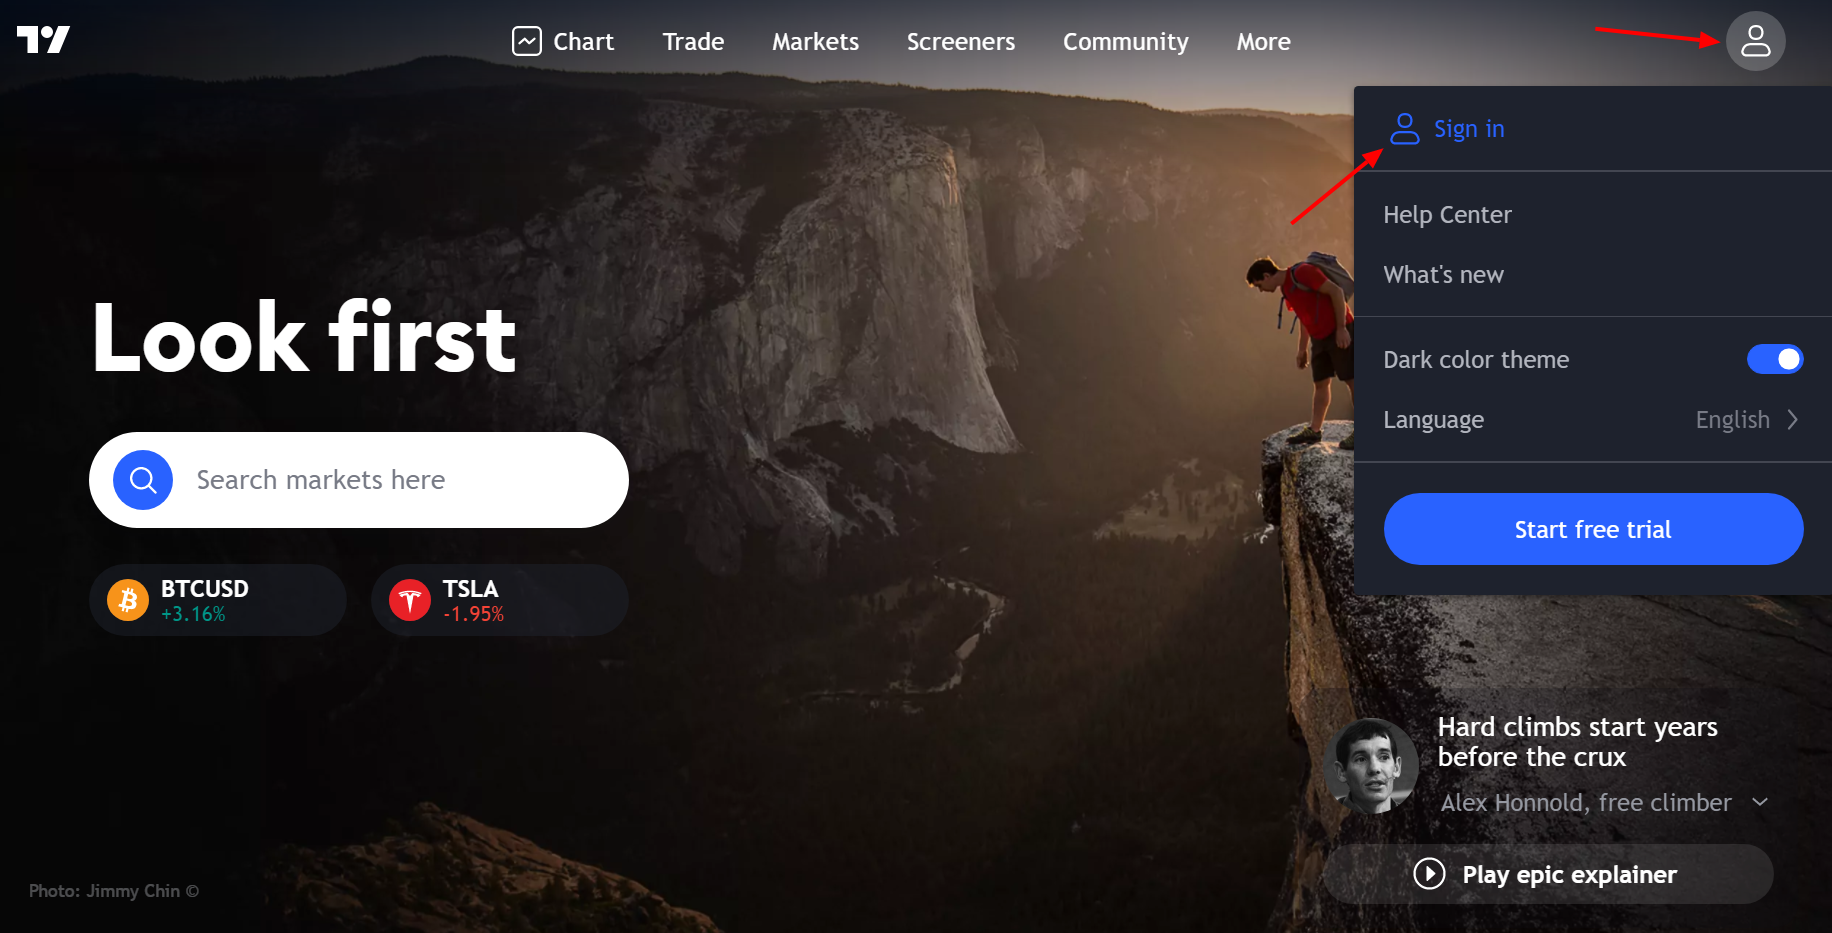 Chart
Trade
Markets
Screeners
Community
More
Sign in
Help Center
What's new
Dark color theme
Language English
Start free trial
Look first
Search markets here
BTCUSD
+3.16%
TSLA
-1.95%
Hard climbs start years
before the crux
Alex Honnold, free climber
Play epic explainer
Photo: Jimmy Chin ©